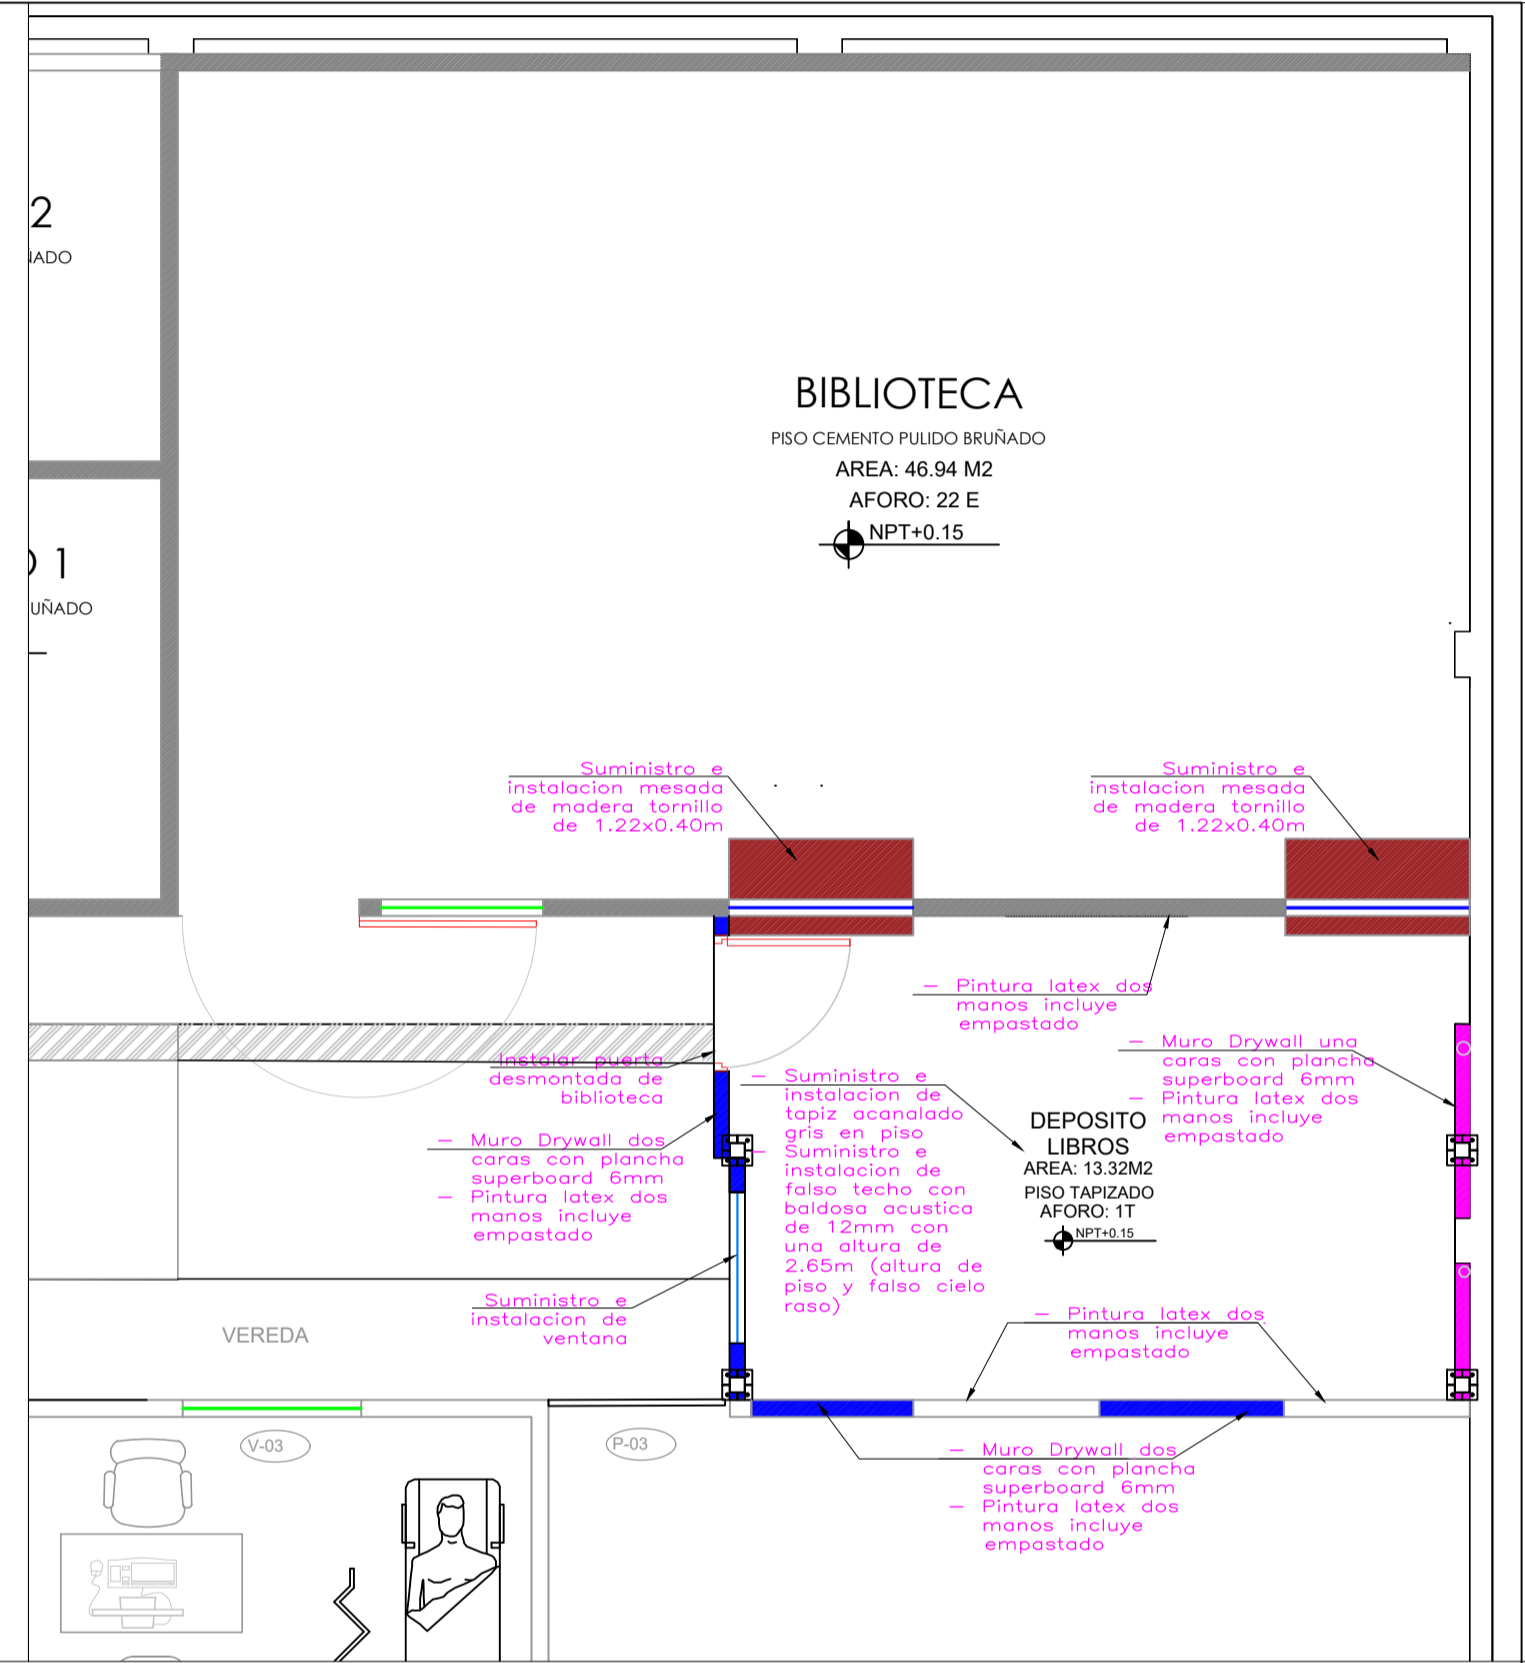 2
BIBLIOTECA
PISO CEMENTO PULIDO BRUÑADO
AREA: 46.94 M2
AFORO: 22 E
NPT+0.15
1
Suministro e
instalacion mesada
de madera tornillo
de 1.22x0.40m
Suministro e
instalacion mesada
de madera tornillo
de 1.22x0.40m
– Pintura latex dos
manos incluye
empastado
– Muro Drywall una
caras con plancha
superboard 6mm
– Pintura latex dos
manos incluye
empastado
Instalar puerta
desmontada de
biblioteca
– Suministro e
instalacion de
tapiz acanalado
gris en piso
– Suministro e
instalacion de
falso techo con
baldosa acustica
de 12mm con
una altura de
2.65m (altura de
piso y falso cielo
raso)
DEPOSITO
LIBROS
AREA: 13.32M2
PISO TAPIZADO
AFORO: 1T
NPT+0.15
– Muro Drywall dos
caras con plancha
superboard 6mm
– Pintura latex dos
manos incluye
empastado
Suministro e
instalacion de
ventana
VEREDA
– Pintura latex dos
manos incluye
empastado
V-03
P-03
– Muro Drywall dos
caras con plancha
superboard 6mm
– Pintura latex dos
manos incluye
empastado